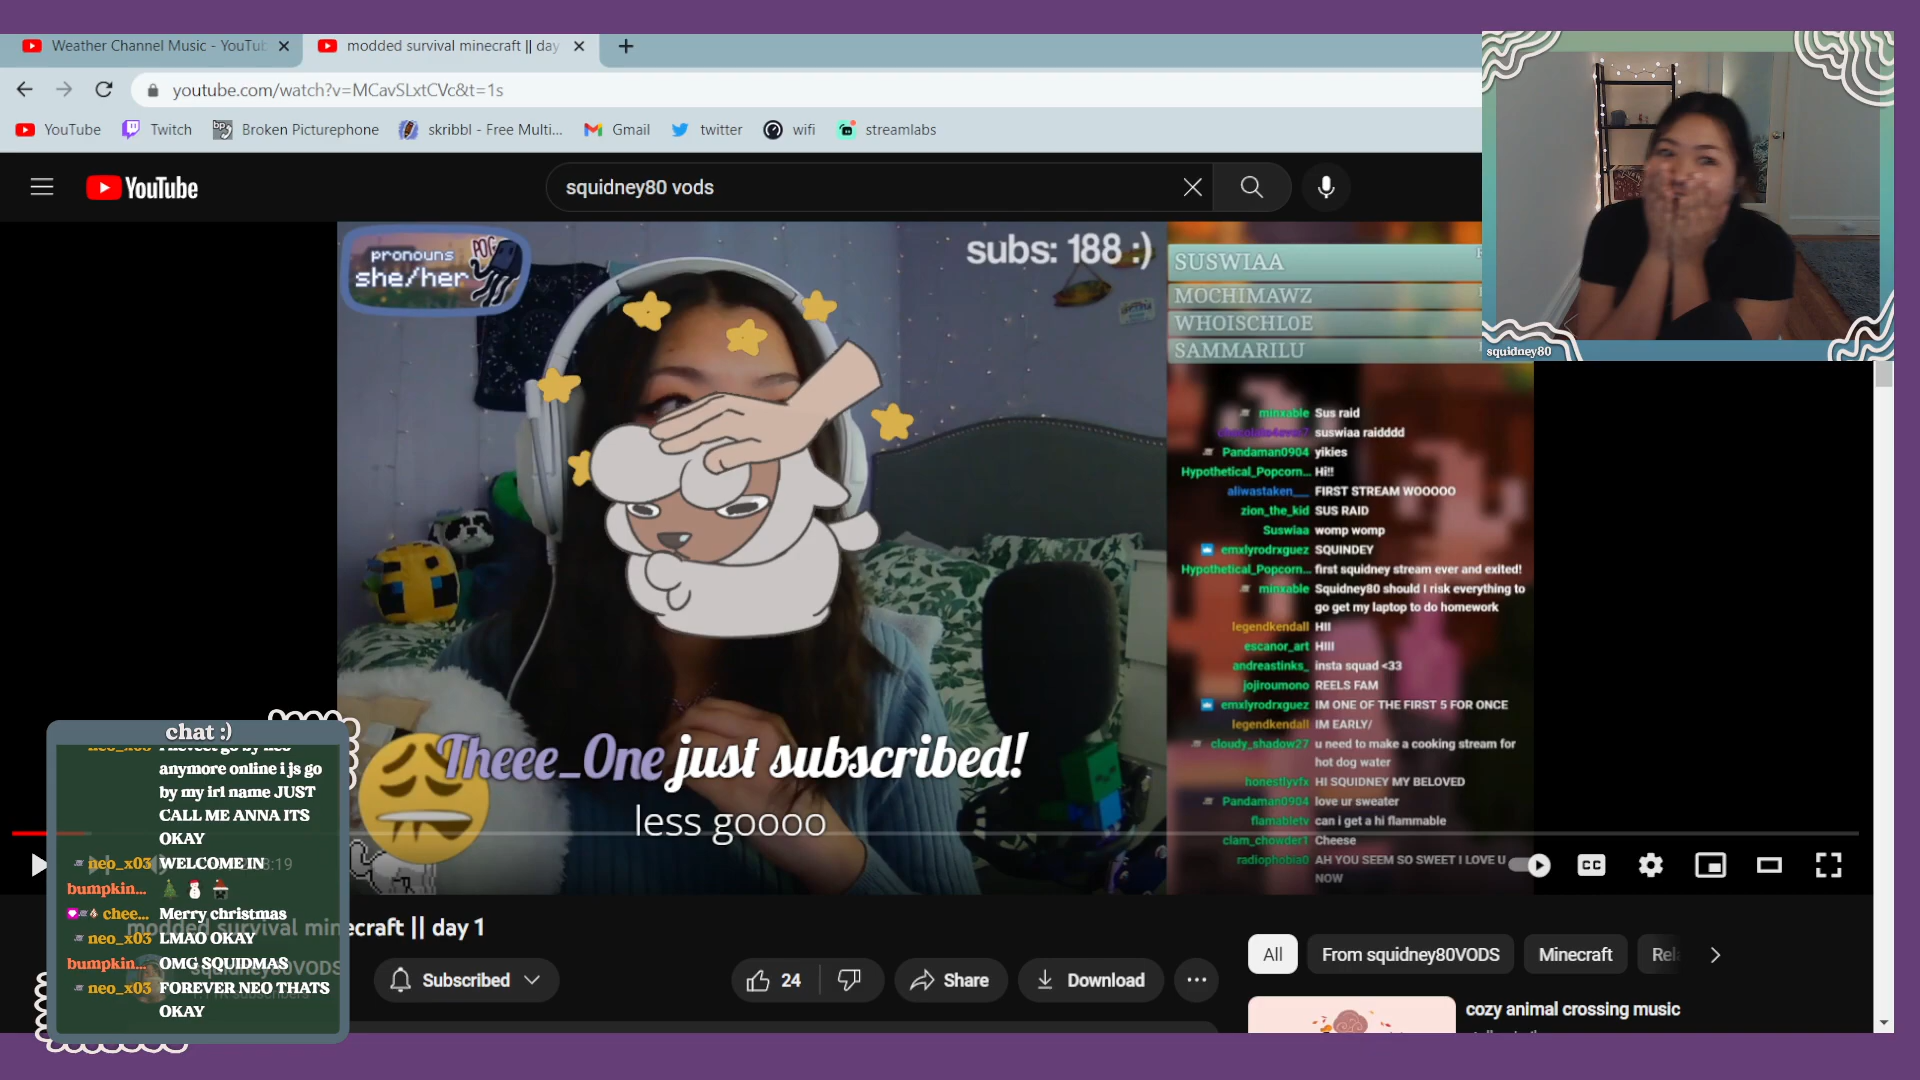 Weather Channel Music - YouTu
modded survival minecraft || day
youtube.com/watch?v=MCavSLxtCVc&t=1s
YouTube
Twitch
Broken Picturephone
skribbl - Free Multi...
Gmail
twitter
wifi
streamlabs
YouTube
squidney80 vods
squidney80
pronouns
she/her
POG
subs: 188 :)
SUSWIAA
MOCHIMAWZ
WHOISCHL0E
SAMMARILU
minxable Sus raid
suswiaa raidddd
Pandaman0904 yikies
Hypothetical_Popcorn... Hi!!
aliwastaken__ FIRST STREAM WOOOOO
zion_the_kid SUS RAID
Suswiaa womp womp
emxlyrodrxguez SQUINDEY
Hypothetical_Popcorn... first squidney stream ever and exited!
minxable Squidney80 should I risk everything to
go get my laptop to do homework
legendkendall HII
escanor_art HIII
andreastinks_ insta squad <33
jojiroumono REELS FAM
emxlyrodrxguez IM ONE OF THE FIRST 5 FOR ONCE
legendkendall IM EARLY/
cloudy_shadow27 u need to make a cooking stream for
hot dog water
honestlyvfx HI SQUIDNEY MY BELOVED
Pandaman0904 love ur sweater
flamabletv can i get a hi flammable
clam_chowder1 Cheese
radiophobia0 AH YOU SEEM SO SWEET I LOVE U
NOW
Theee_One just subscribed!
less goooo
chat :)
anymore online i js go
by my irl name JUST
CALL ME ANNA ITS
OKAY
neo_x03 WELCOME IN
bumpkin...
chee... Merry christmas
neo_x03 LMAO OKAY
bumpkin... OMG SQUIDMAS
neo_x03 FOREVER NEO THATS
OKAY
modded survival minecraft || day 1
squidney80VODS
Subscribed
24
Share
Download
CC
All
From squidney80VODS
Minecraft
Rel
cozy animal crossing music